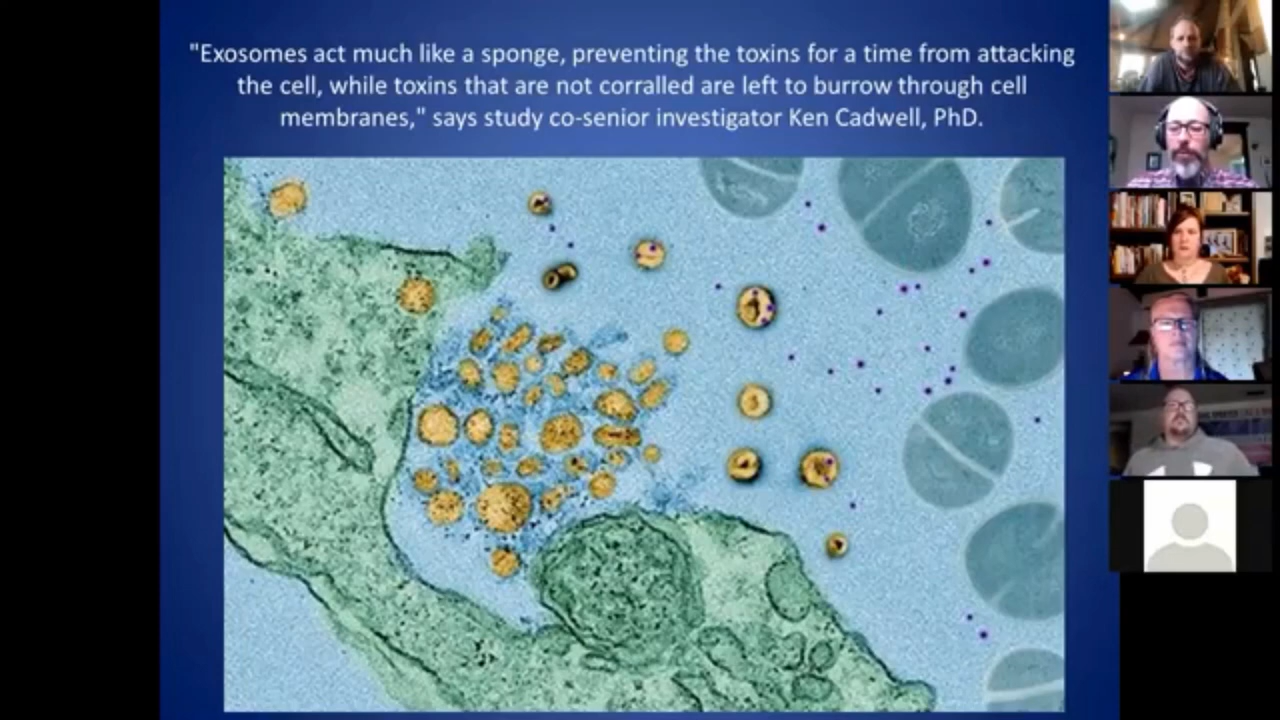 "Exosomes act much like a sponge, preventing the toxins for a time from attacking
the cell, while toxins that are not corralled are left to burrow through cell
membranes," says study co-senior investigator Ken Cadwell, PhD.